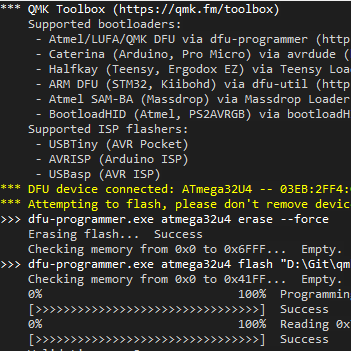 *** QMK Toolbox (https://qmk.fm/toolbox)
Supported bootloaders:
- Atmel/LUFA/QMK DFU via dfu-programmer (http
- Caterina (Arduino, Pro Micro) via avrdude (
- Halfkay (Teensy, Ergodox EZ) via Teensy Loa
- ARM DFU (STM32, Kiibohd) via dfu-util (http
- Atmel SAM-BA (Massdrop) via Massdrop Loader
- BootloadHID (Atmel, PS2AVRGB) via bootloadH
Supported ISP flashers:
- USBTiny (AVR Pocket)
- AVRISP (Arduino ISP)
- USBasp (AVR ISP)
*** DFU device connected: ATmega32U4 -- 03EB:2FF4:
*** Attempting to flash, please don't remove devic
>>> dfu-programmer.exe atmega32u4 erase --force
Erasing flash... Success
Checking memory from 0x0 to 0x6FFF... Empty.
>>> dfu-programmer.exe atmega32u4 flash "D:\Git\qm
Checking memory from 0x0 to 0x41FF... Empty.
0% 100% Programmin
[>>>>>>>>>>>>>>>>>>>>>>>>>>>>>>>>] Success
0% 100% Reading 0x
[>>>>>>>>>>>>>>>>>>>>>>>>>>>>>>>>] Success